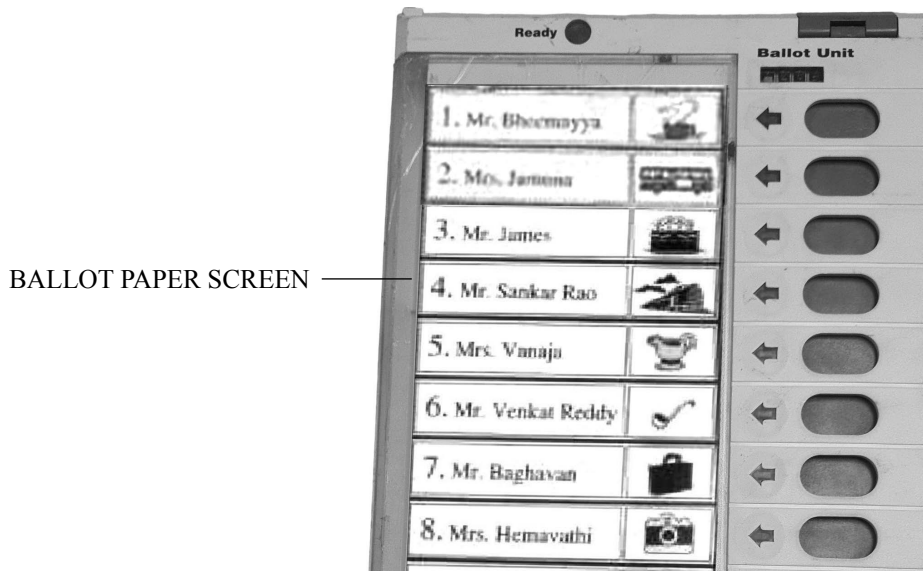 Ready
Ballot Unit
1. Mr. Bheemayya
2. Mrs. Jamuna
3. Mr. James
BALLOT PAPER SCREEN
4. Mr. Sankar Rao
5. Mrs. Vanaja
6. Mr. Venkat Reddy
7. Mr. Baghavan
8. Mrs. Hemavathi